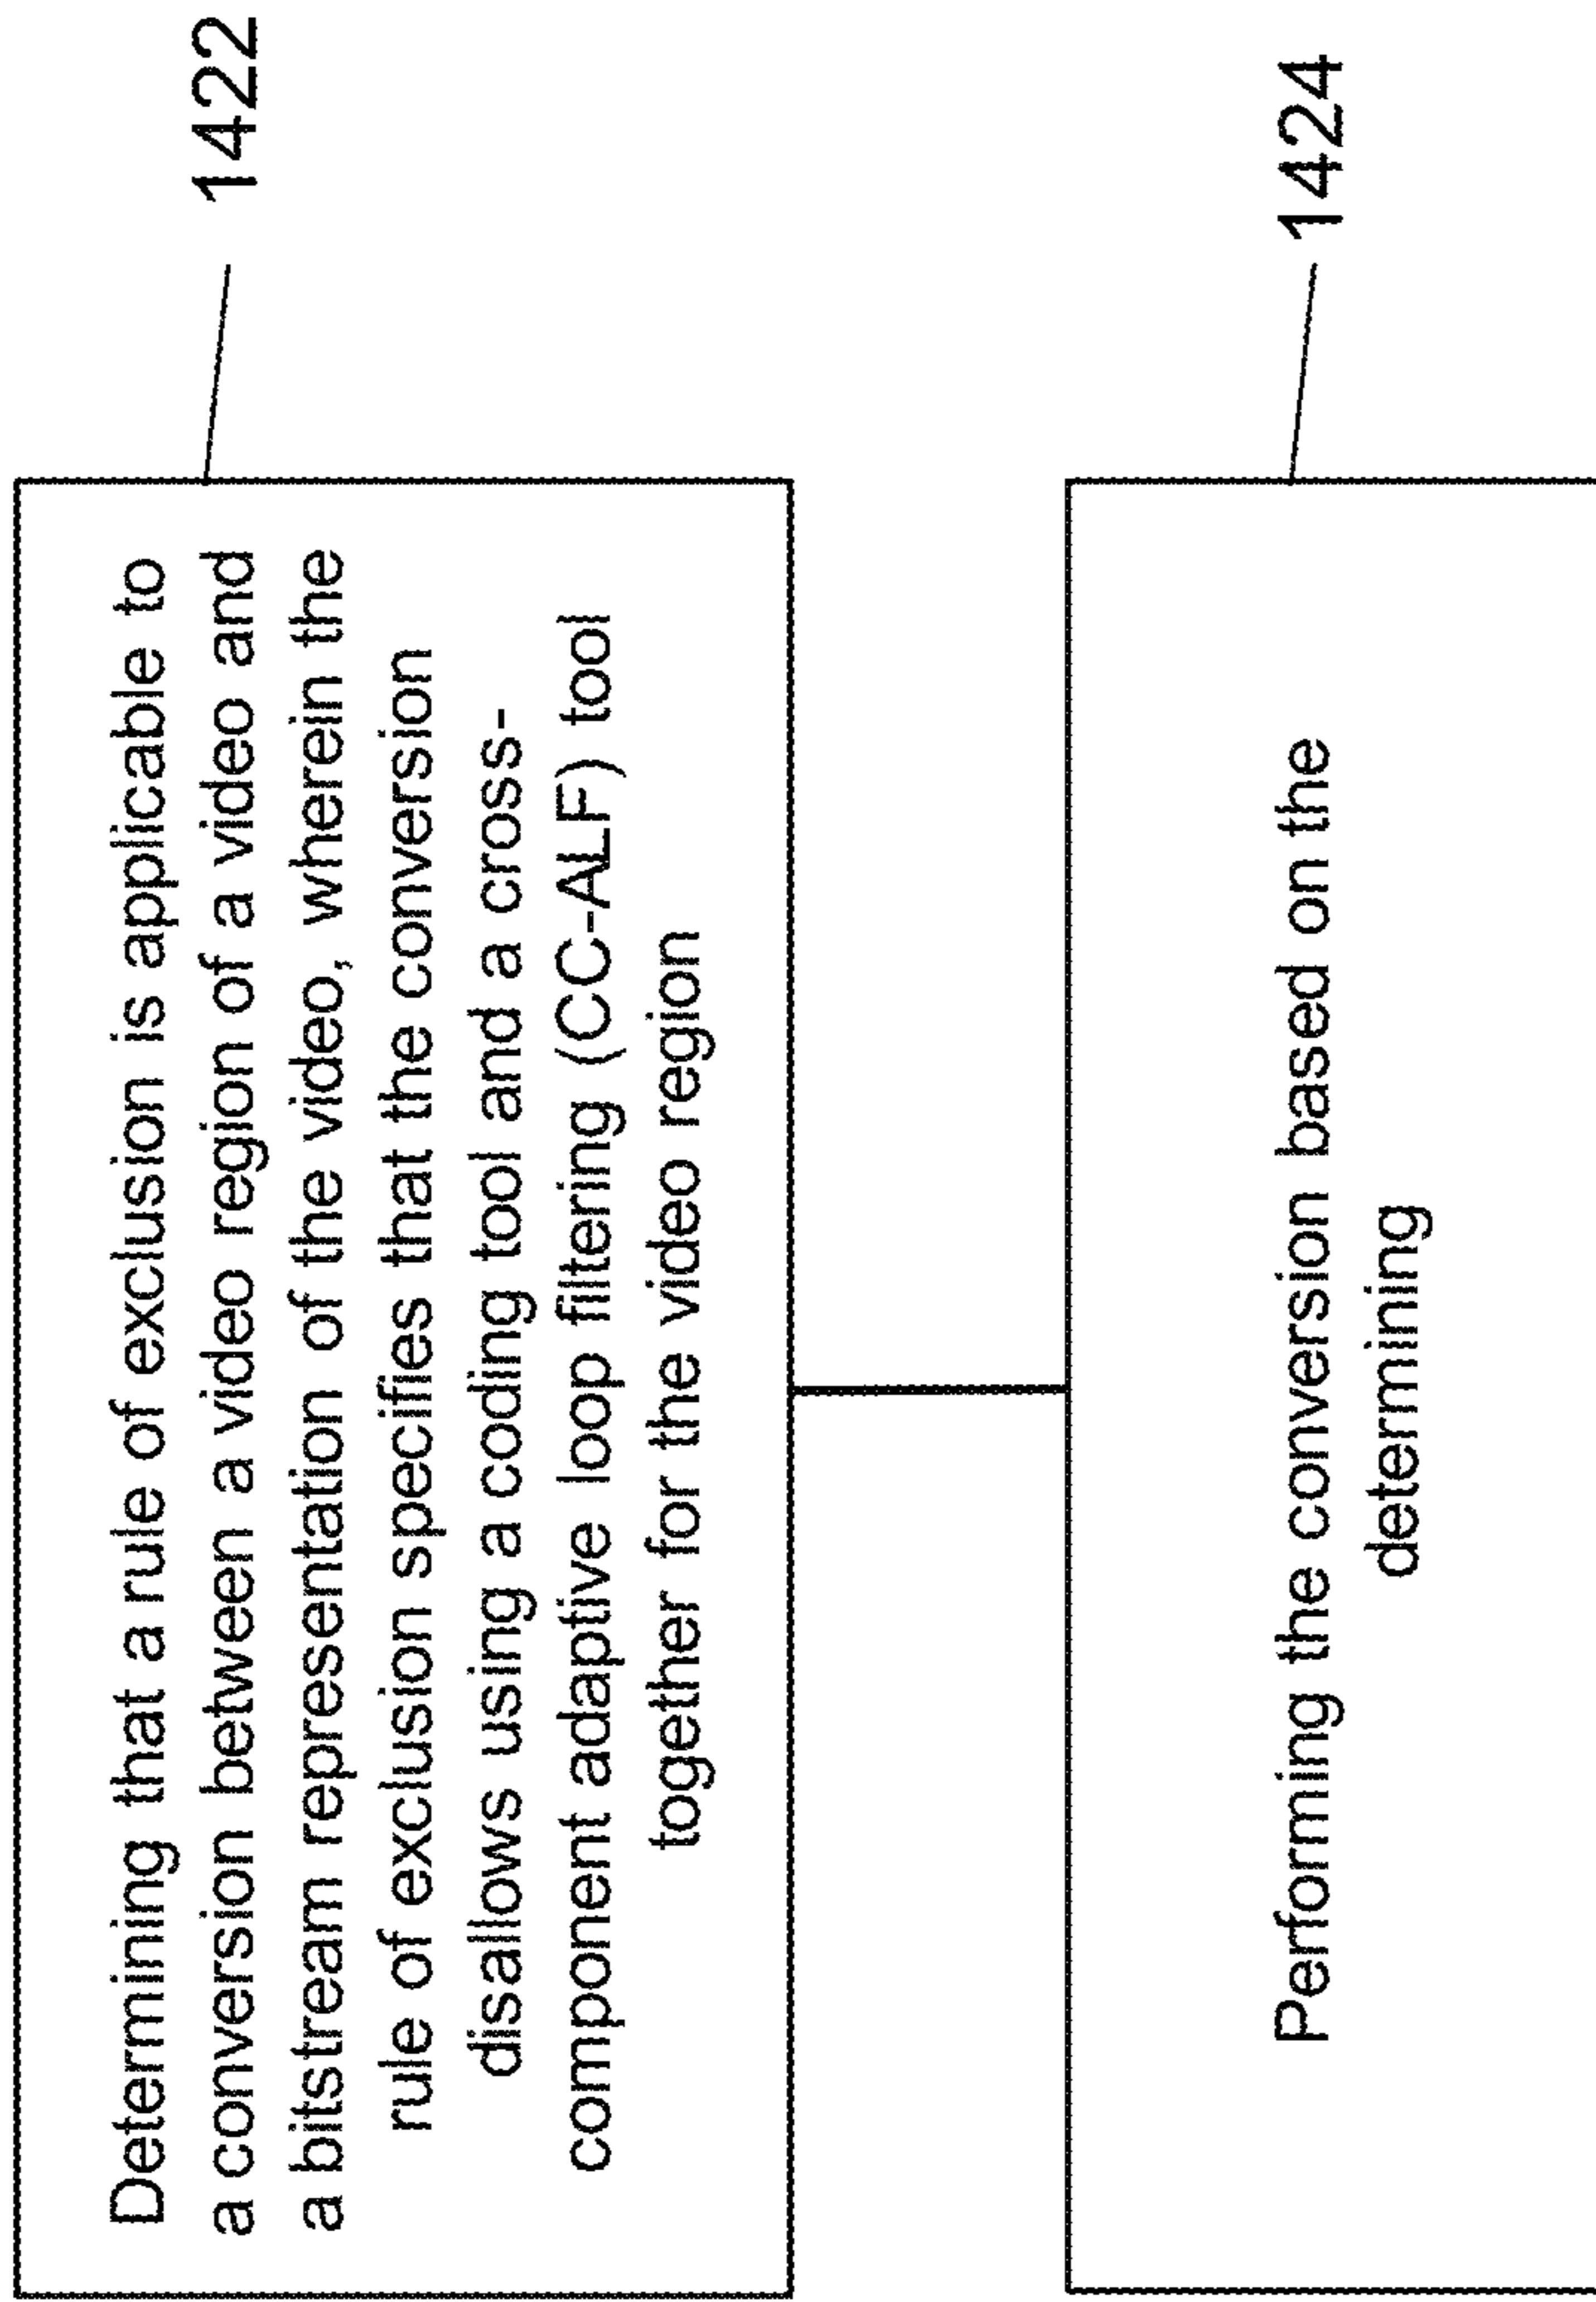 Determining that a rule of exclusion is applicable to
a conversion between a video region of a video and
a bitstream representation of the video, wherein the
rule of exclusion specifies that the conversion
disallows using a coding tool and a cross-
component adaptive loop filtering (CC-ALF) tool
together for the video region
1422
Performing the conversion based on the
determining
1424